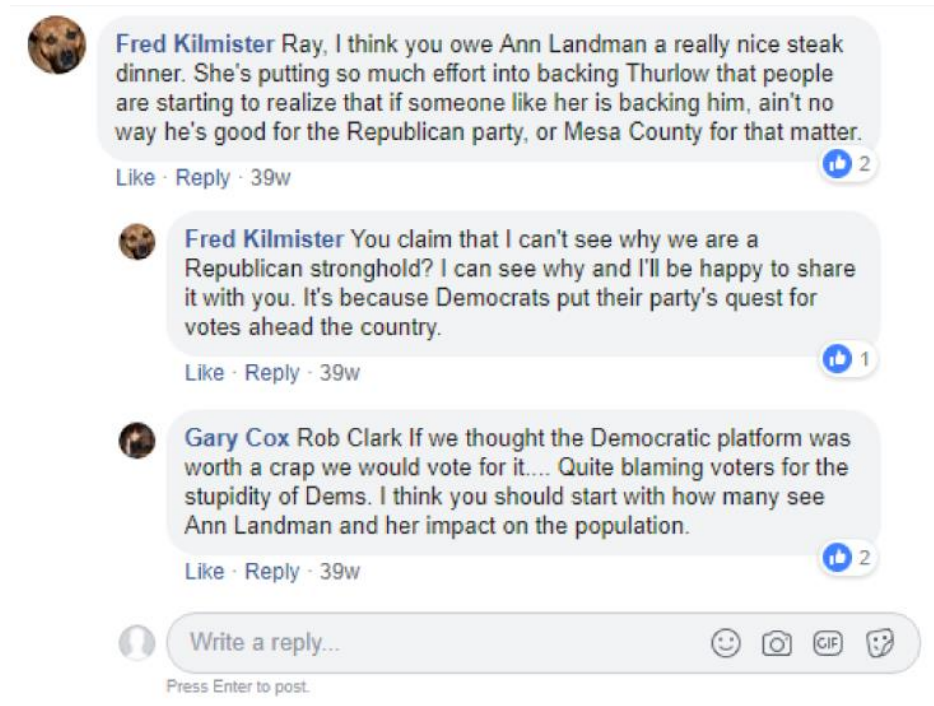 Fred Kilmister Ray, I think you owe Ann Landman a really nice steak
dinner. She's putting so much effort into backing Thurlow that people
are starting to realize that if someone like her is backing him, ain't no
way he's good for the Republican party, or Mesa County for that matter.
2
Like · Reply · 39w
Fred Kilmister You claim that I can't see why we are a
Republican stronghold? I can see why and I'll be happy to share
it with you. It's because Democrats put their party's quest for
votes ahead the country.
1
Like · Reply · 39w
Gary Cox Rob Clark If we thought the Democratic platform was
worth a crap we would vote for it.... Quite blaming voters for the
stupidity of Dems. I think you should start with how many see
Ann Landman and her impact on the population.
2
Like · Reply · 39w
Write a reply...
GIF
Press Enter to post.